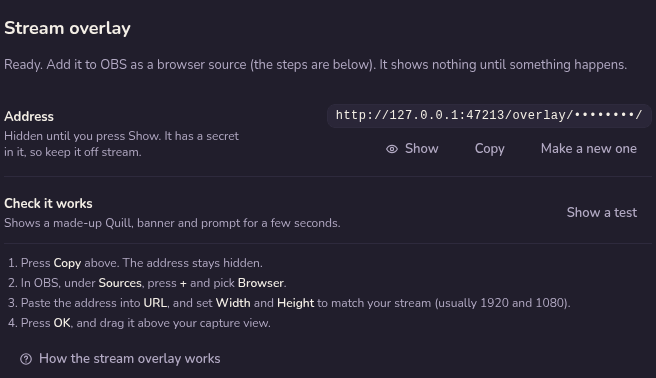 Stream overlay
Ready. Add it to OBS as a browser source (the steps are below). It shows nothing until something happens.
Address
http://127.0.0.1:47213/overlay/••••••••/
Hidden until you press Show. It has a secret
in it, so keep it off stream.
Show Copy Make a new one
Check it works
Shows a made-up Quill, banner and prompt for a few seconds.
Show a test
1. Press Copy above. The address stays hidden.
2. In OBS, under Sources, press + and pick Browser.
3. Paste the address into URL, and set Width and Height to match your stream (usually 1920 and 1080).
4. Press OK, and drag it above your capture view.
How the stream overlay works